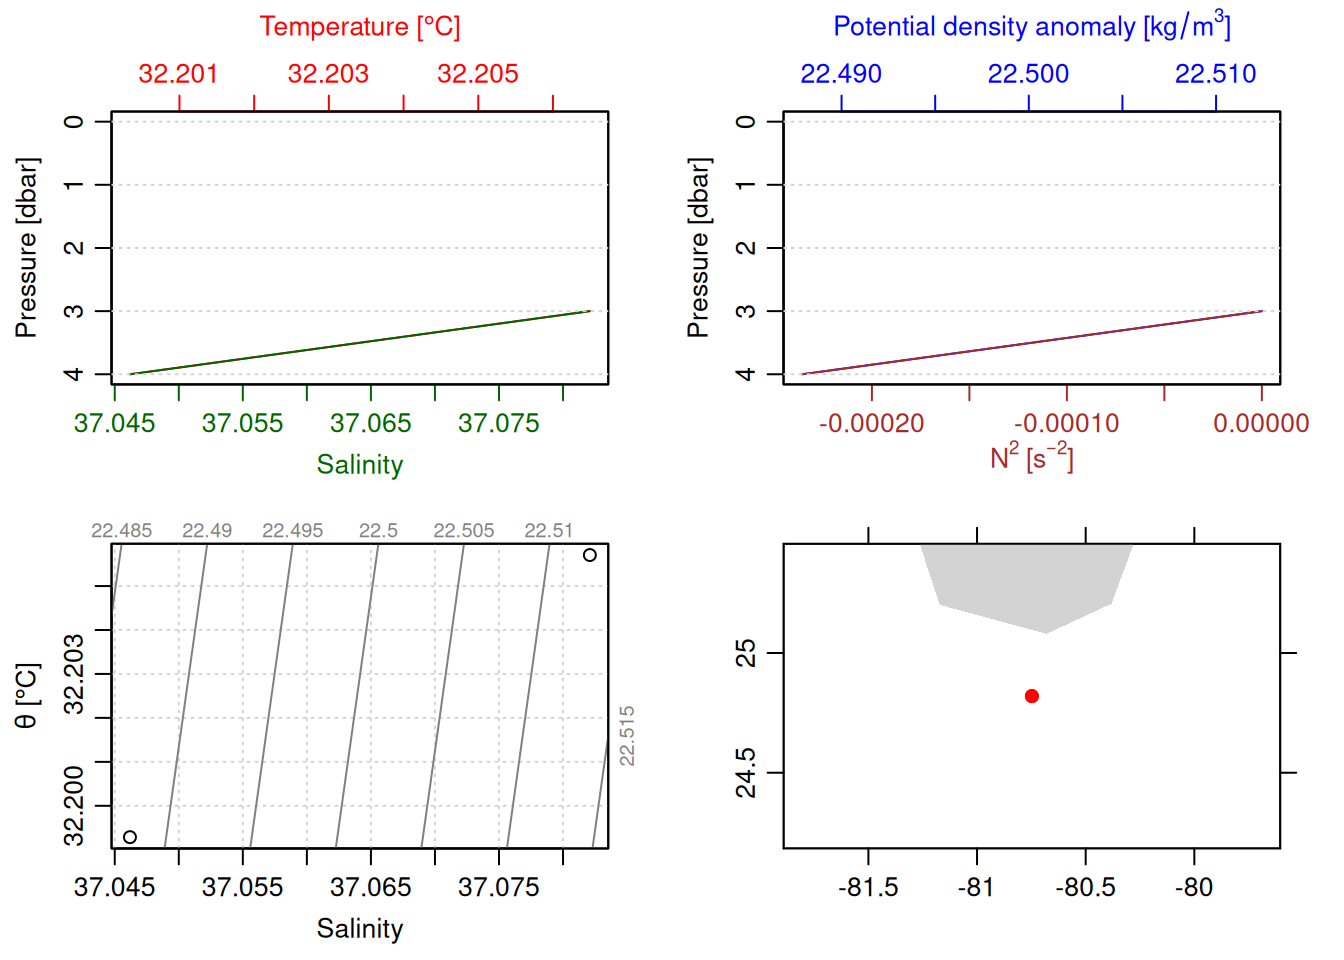 Temperature [°C]
32.201 32.203 32.205
0
1
2
3
4
Pressure [dbar]
37.045 37.055 37.065 37.075
Salinity
Potential density anomaly [kg/m³]
22.490 22.500 22.510
0
1
2
3
4
Pressure [dbar]
-0.00020 -0.00010 0.00000
N² [s⁻²]
22.485 22.49 22.495 22.5 22.505 22.51
22.515
32.203
32.200
θ [°C]
37.045 37.055 37.065 37.075
Salinity
25
24.5
-81.5 -81 -80.5 -80